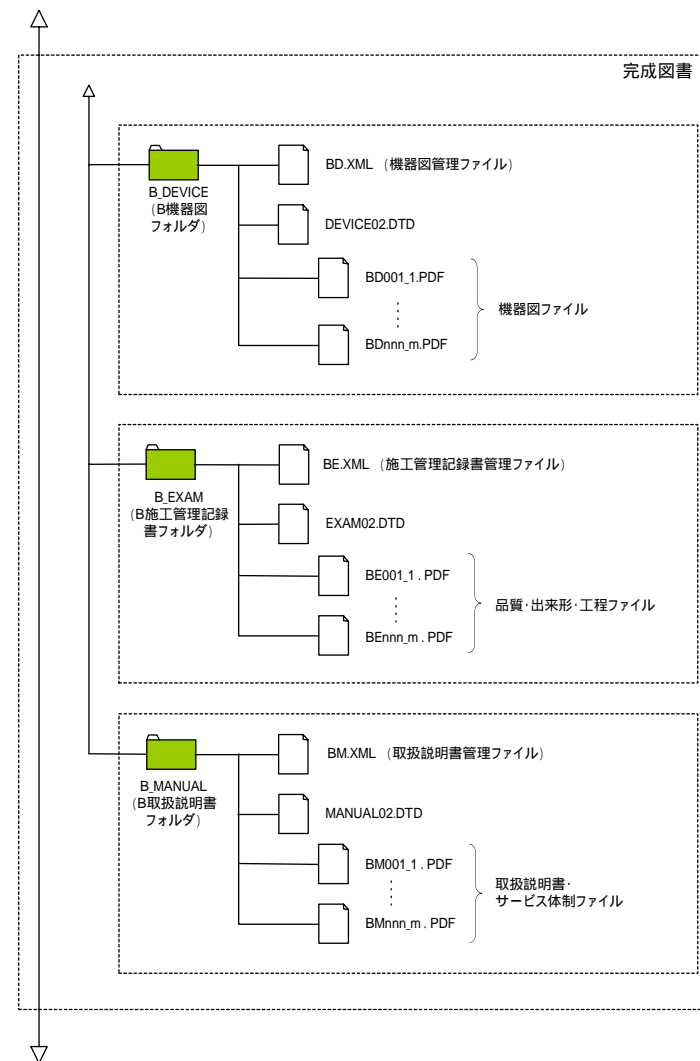 完成図書
B_DEVICE
(B機器図
フォルダ)
BD.XML (機器図管理ファイル)
DEVICE02.DTD
BD001_1.PDF
BDnnn_m.PDF
機器図ファイル
B_EXAM
(B施工管理記録
書フォルダ)
BE.XML (施工管理記録書管理ファイル)
EXAM02.DTD
BE001_1 . PDF
BEnnn_m . PDF
品質・出来形・工程ファイル
B_MANUAL
(B取扱説明書
フォルダ)
BM.XML (取扱説明書管理ファイル)
MANUAL02.DTD
BM001_1 . PDF
BMnnn_m . PDF
取扱説明書・
サービス体制ファイル